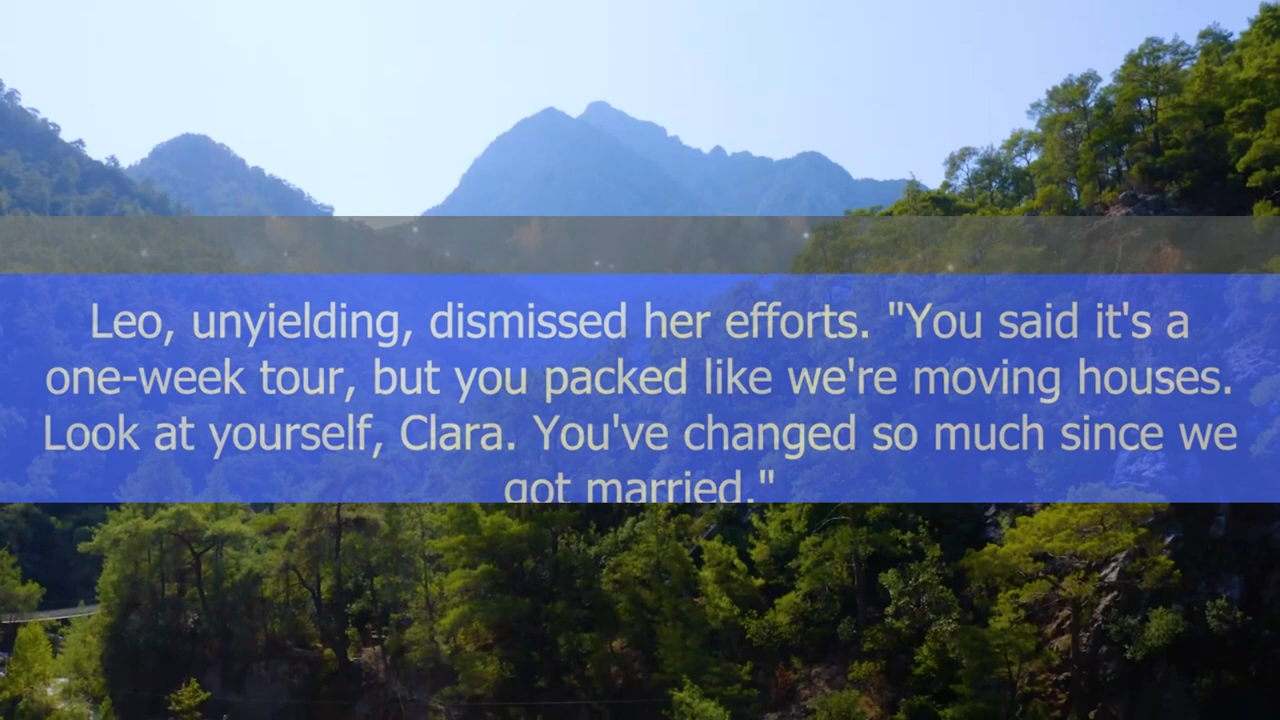 Leo, unyielding, dismissed her efforts. "You said it's a
one-week tour, but you packed like we're moving houses.
Look at yourself, Clara. You've changed so much since we
got married."